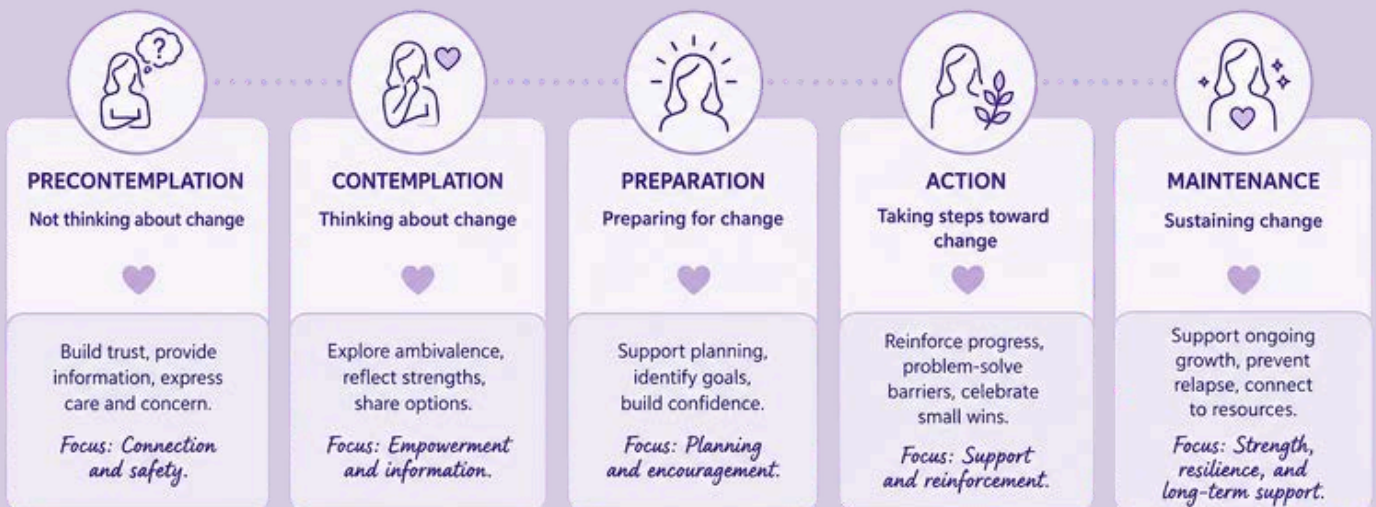 ?
PRECONTEMPLATION
Not thinking about change
Build trust, provide
information, express
care and concern.
Focus: Connection
and safety.
CONTEMPLATION
Thinking about change
Explore ambivalence,
reflect strengths,
share options.
Focus: Empowerment
and information.
PREPARATION
Preparing for change
Support planning,
identify goals,
build confidence.
Focus: Planning
and encouragement.
ACTION
Taking steps toward
change
Reinforce progress,
problem-solve
barriers, celebrate
small wins.
Focus: Support
and reinforcement.
MAINTENANCE
Sustaining change
Support ongoing
growth, prevent
relapse, connect
to resources.
Focus: Strength,
resilience, and
long-term support.